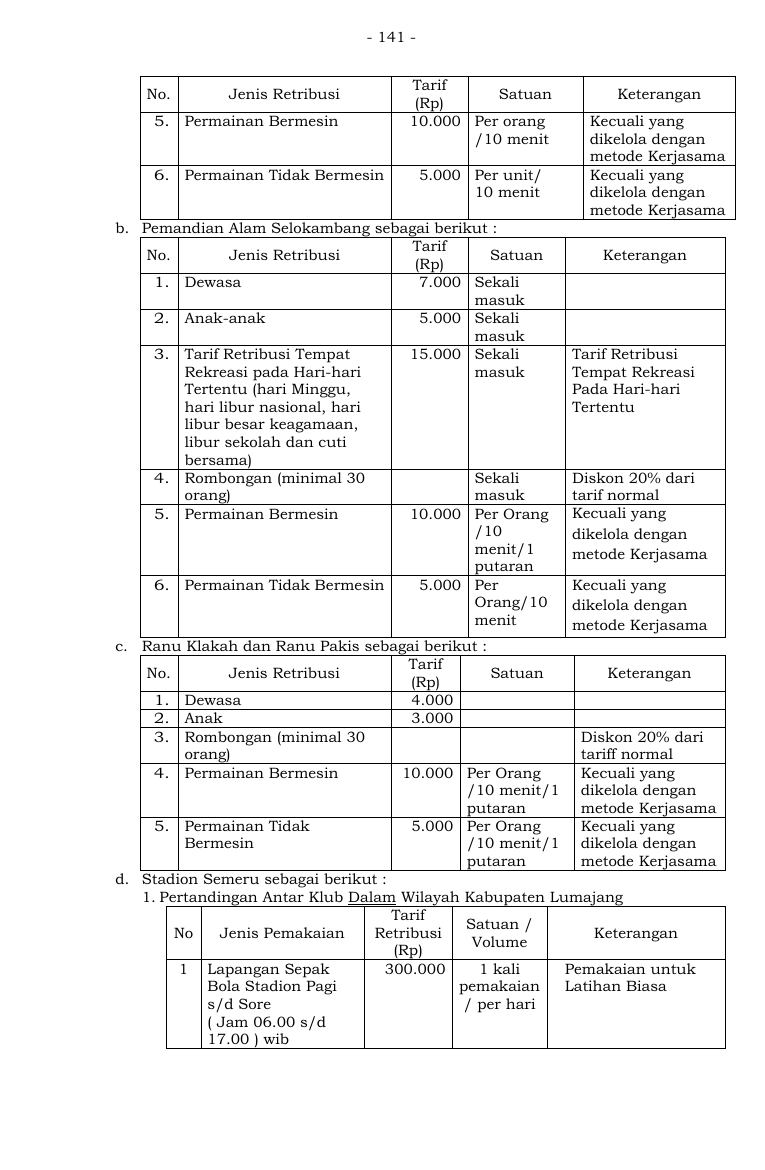 - 141 -
No. Jenis Retribusi Tarif (Rp) Satuan Keterangan
5. Permainan Bermesin 10.000 Per orang Kecuali yang
/10 menit dikelola dengan
metode Kerjasama
6. Permainan Tidak Bermesin 5.000 Per unit/ Kecuali yang
10 menit dikelola dengan
metode Kerjasama
b. Pemandian Alam Selokambang sebagai berikut :
No. Jenis Retribusi Tarif (Rp) Satuan Keterangan
1. Dewasa 7.000 Sekali
masuk
2. Anak-anak 5.000 Sekali
masuk
3. Tarif Retribusi Tempat 15.000 Sekali Tarif Retribusi
Rekreasi pada Hari-hari masuk Tempat Rekreasi
Tertentu (hari Minggu, Pada Hari-hari
hari libur nasional, hari Tertentu
libur besar keagamaan,
libur sekolah dan cuti
bersama)
4. Rombongan (minimal 30 Sekali Diskon 20% dari
orang) masuk tarif normal
5. Permainan Bermesin 10.000 Per Orang Kecuali yang
/10 dikelola dengan
menit/1 metode Kerjasama
putaran
6. Permainan Tidak Bermesin 5.000 Per Kecuali yang
Orang/10 dikelola dengan
menit metode Kerjasama
c. Ranu Klakah dan Ranu Pakis sebagai berikut :
No. Jenis Retribusi Tarif (Rp) Satuan Keterangan
1. Dewasa 4.000
2. Anak 3.000
3. Rombongan (minimal 30 Diskon 20% dari
orang) tariff normal
4. Permainan Bermesin 10.000 Per Orang Kecuali yang
/10 menit/1 dikelola dengan
putaran metode Kerjasama
5. Permainan Tidak 5.000 Per Orang Kecuali yang
Bermesin /10 menit/1 dikelola dengan
putaran metode Kerjasama
d. Stadion Semeru sebagai berikut :
1. Pertandingan Antar Klub Dalam Wilayah Kabupaten Lumajang
No Jenis Pemakaian Tarif Retribusi (Rp) Satuan / Volume Keterangan
1 Lapangan Sepak 300.000 1 kali Pemakaian untuk
Bola Stadion Pagi pemakaian Latihan Biasa
s/d Sore / per hari
( Jam 06.00 s/d
17.00 ) wib